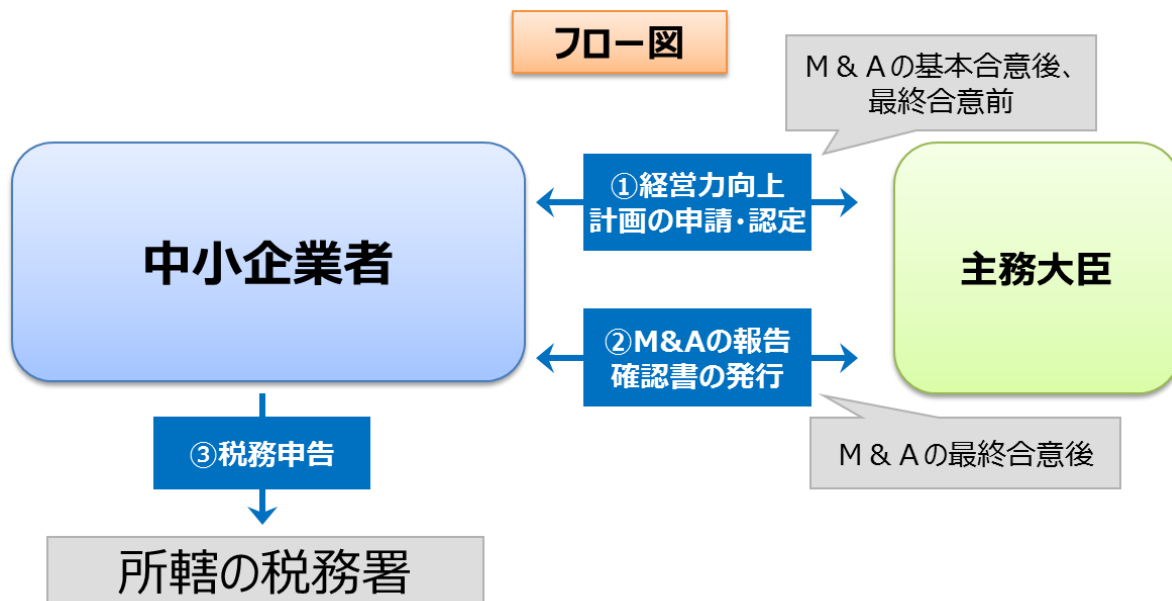 フロー図
M & Aの基本合意後、
最終合意前
中小企業者
①経営力向上
計画の申請・認定
主務大臣
②M&Aの報告
確認書の発行
③税務申告
M & Aの最終合意後
所轄の税務署